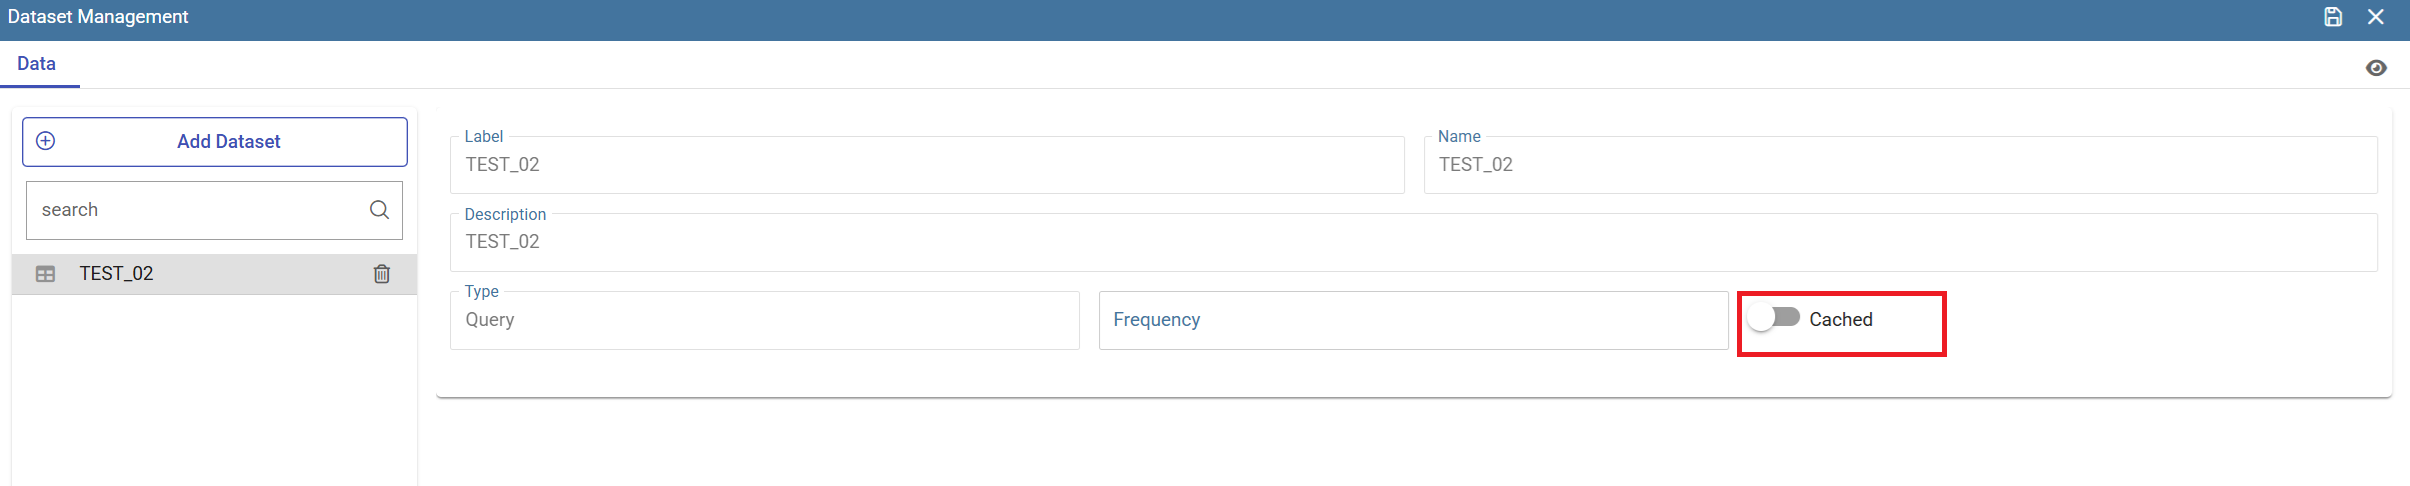 Dataset Management
Data
Add Dataset
search
TEST_02
Label
TEST_02
Name
TEST_02
Description
TEST_02
Type
Query
Frequency
Cached